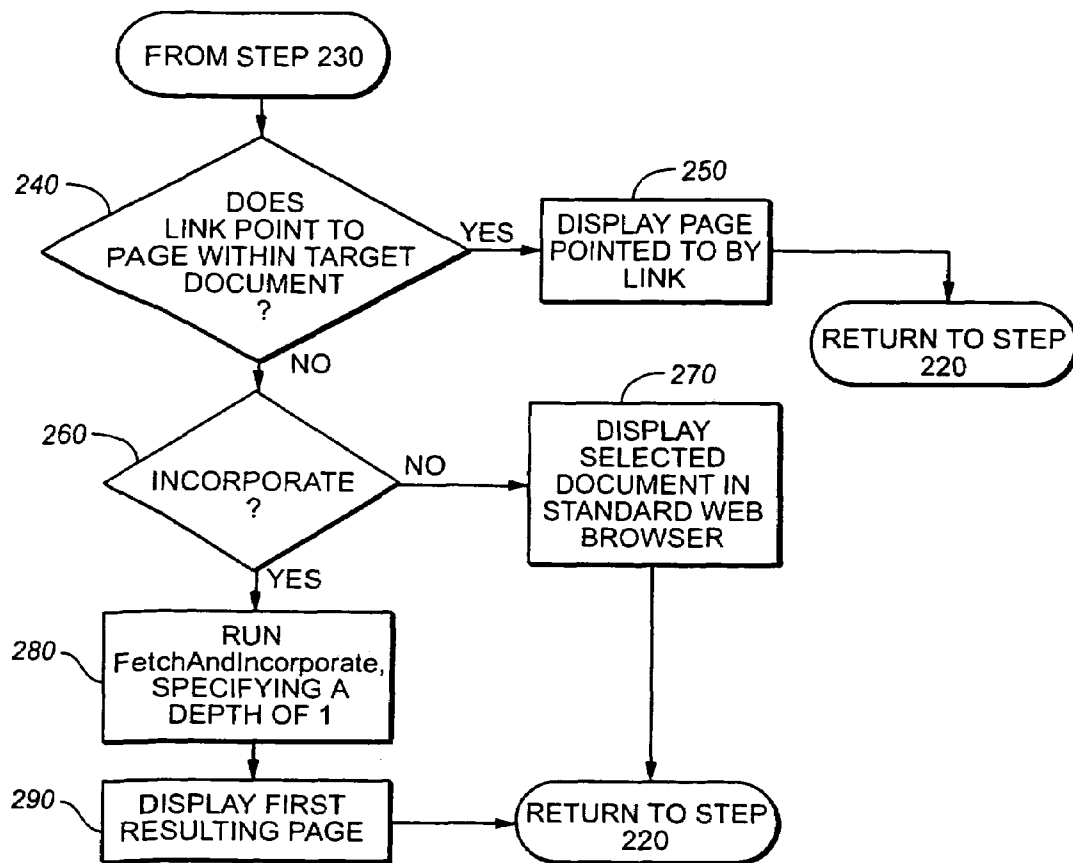 FROM STEP 230
240
DOES
LINK POINT TO
PAGE WITHIN TARGET
DOCUMENT
?
YES
250
DISPLAY PAGE
POINTED TO BY
LINK
RETURN TO STEP
220
NO
260
INCORPORATE
?
NO
270
DISPLAY
SELECTED
DOCUMENT IN
STANDARD WEB
BROWSER
YES
280
RUN
FetchAndIncorporate,
SPECIFYING A
DEPTH OF 1
290
DISPLAY FIRST
RESULTING PAGE
RETURN TO STEP
220